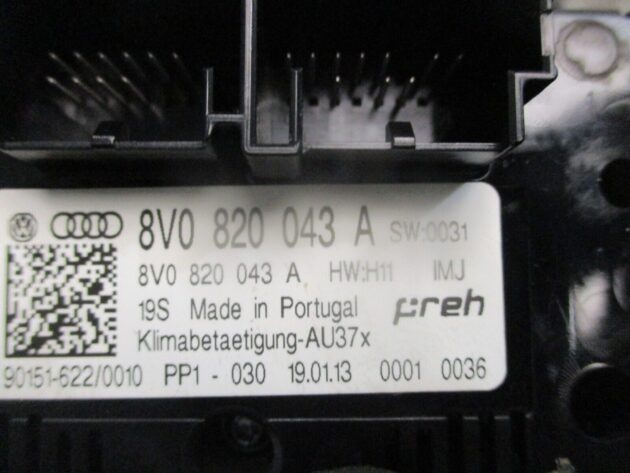 8V0 820 043 A SW:0031
8V0 820 043 A HW:H11 IMJ
19S Made in Portugal preh
Klimabetaetigung-AU37x
90151-622/0010 PP1 - 030 19.01.13 0001 0036